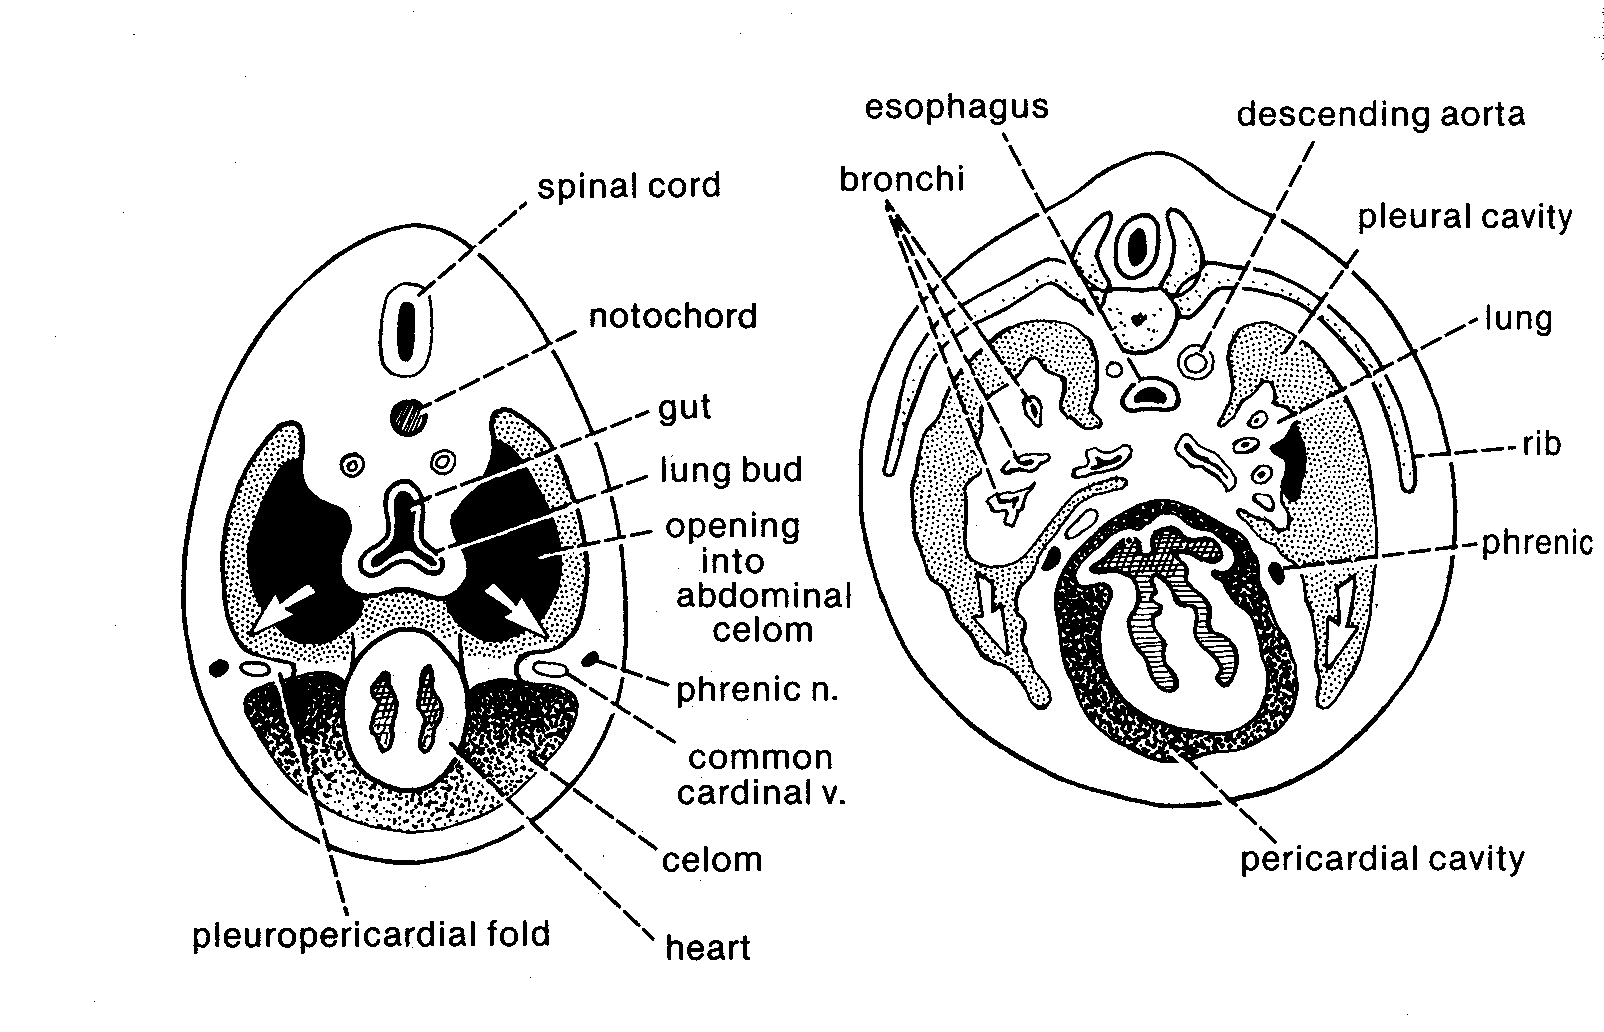 spinal cord
notochord
gut
lung bud
opening
into
abdominal
celom
phrenic n.
common
cardinal v.
celom
heart
pleuropericardial fold
esophagus
descending aorta
bronchi
pleural cavity
lung
rib
phrenic
pericardial cavity